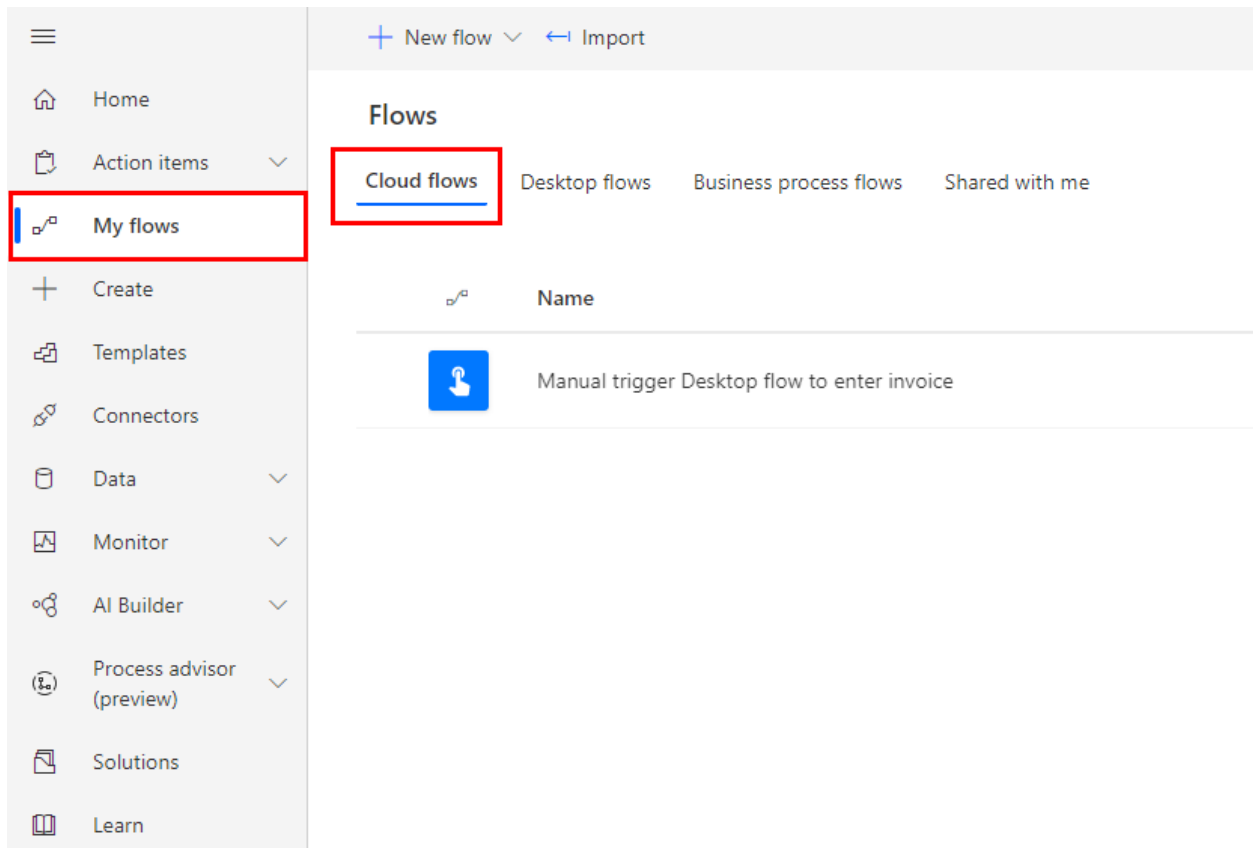 New flow
Import
Home
Action items
My flows
Create
Templates
Connectors
Data
Monitor
AI Builder
Process advisor
(preview)
Solutions
Learn
Flows
Cloud flows
Desktop flows
Business process flows
Shared with me
Name
Manual trigger Desktop flow to enter invoice